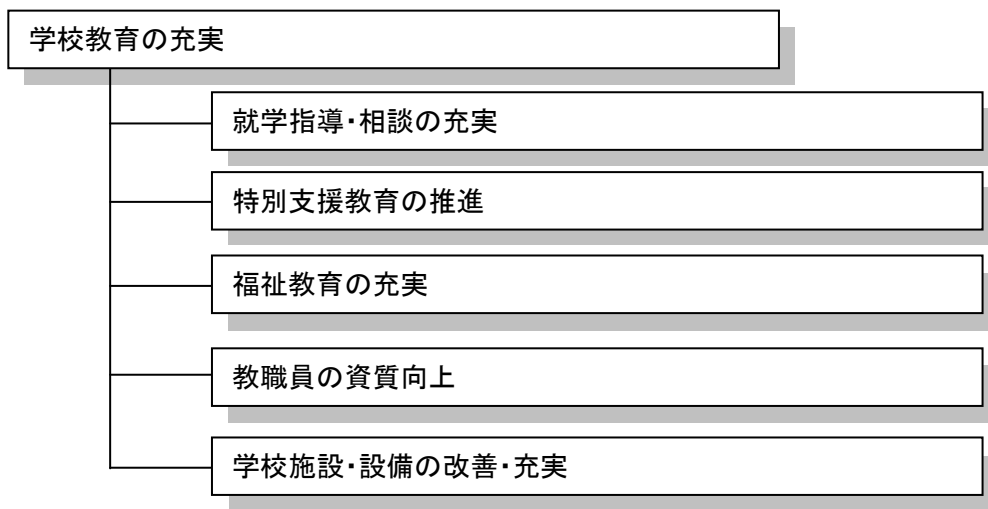 学校教育の充実
就学指導・相談の充実
特別支援教育の推進
福祉教育の充実
教職員の資質向上
学校施設・設備の改善・充実